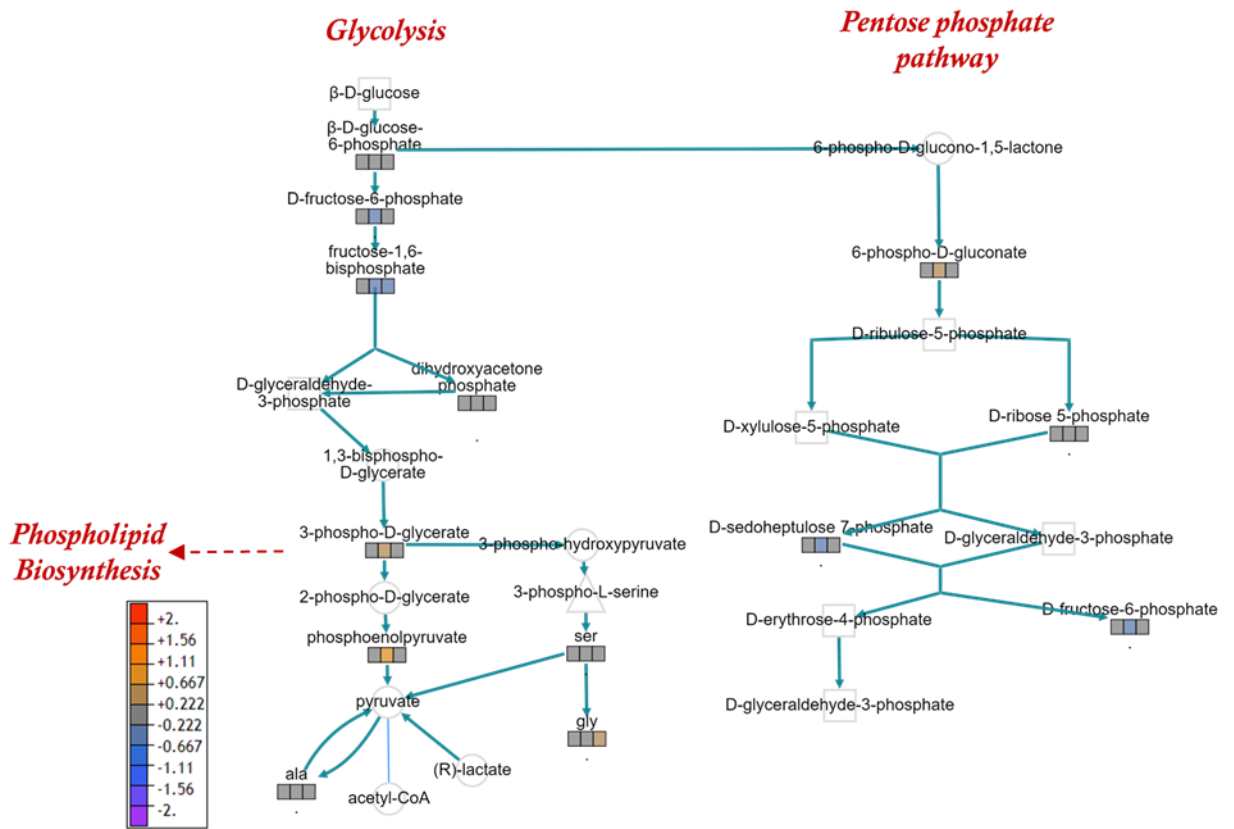 Glycolysis
Pentose phosphate
pathway
β-D-glucose
β-D-glucose-
6-phosphate
6-phospho-D-glucono-1,5-lactone
D-fructose-6-phosphate
fructose-1,6-
bisphosphate
6-phospho-D-gluconate
D-ribulose-5-phosphate
dihydroxyacetone
phosphate
D-glyceraldehyde-
3-phosphate
D-xylulose-5-phosphate
D-ribose 5-phosphate
1,3-bisphospho-
D-glycerate
Phospholipid
Biosynthesis
3-phospho-D-glycerate
3-phospho-hydroxypyruvate
D-sedoheptulose 7-phosphate
D-glyceraldehyde-3-phosphate
2-phospho-D-glycerate
3-phospho-L-serine
D-erythrose-4-phosphate
D-fructose-6-phosphate
phosphoenolpyruvate
ser
pyruvate
D-glyceraldehyde-3-phosphate
gly
ala
(R)-lactate
acetyl-CoA
+2.
+1.56
+1.11
+0.667
+0.222
-0.222
-0.667
-1.11
-1.56
-2.